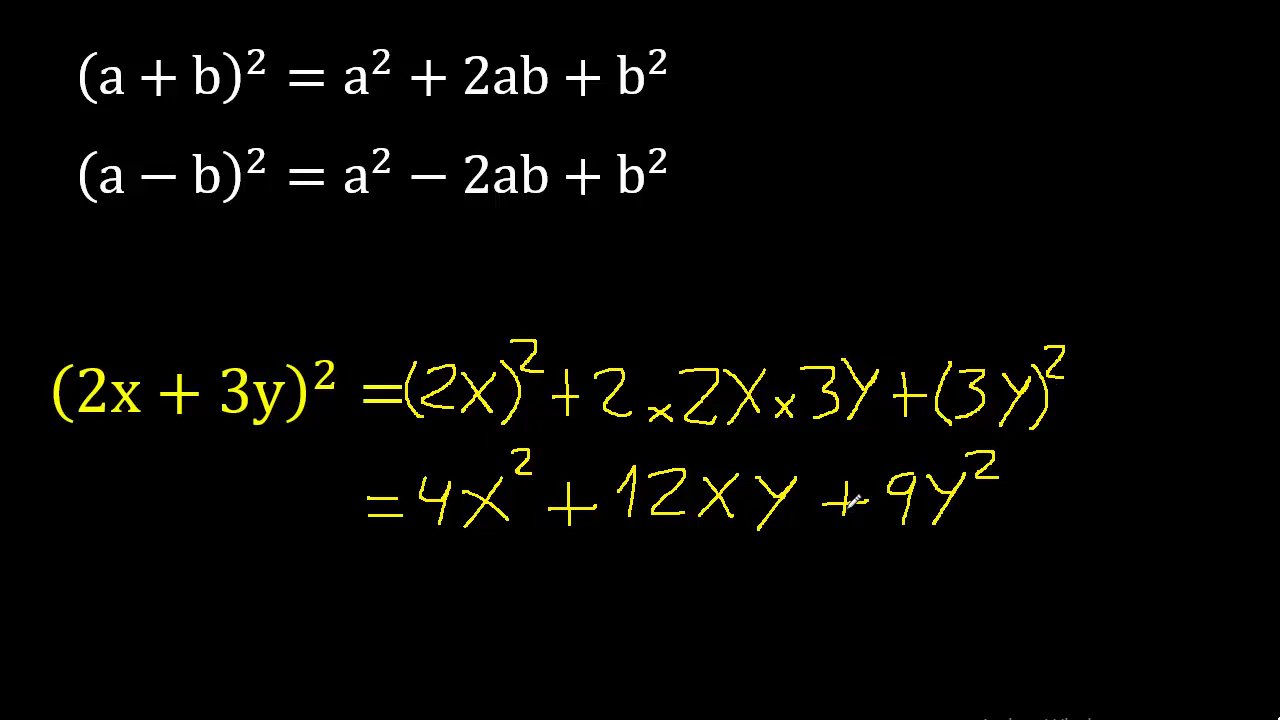 (a + b)² = a² + 2ab + b²
(a − b)² = a² − 2ab + b²
(2x + 3y)² = (2x)² + 2 × 2x × 3y + (3y)²
= 4x² + 12xy + 9y²